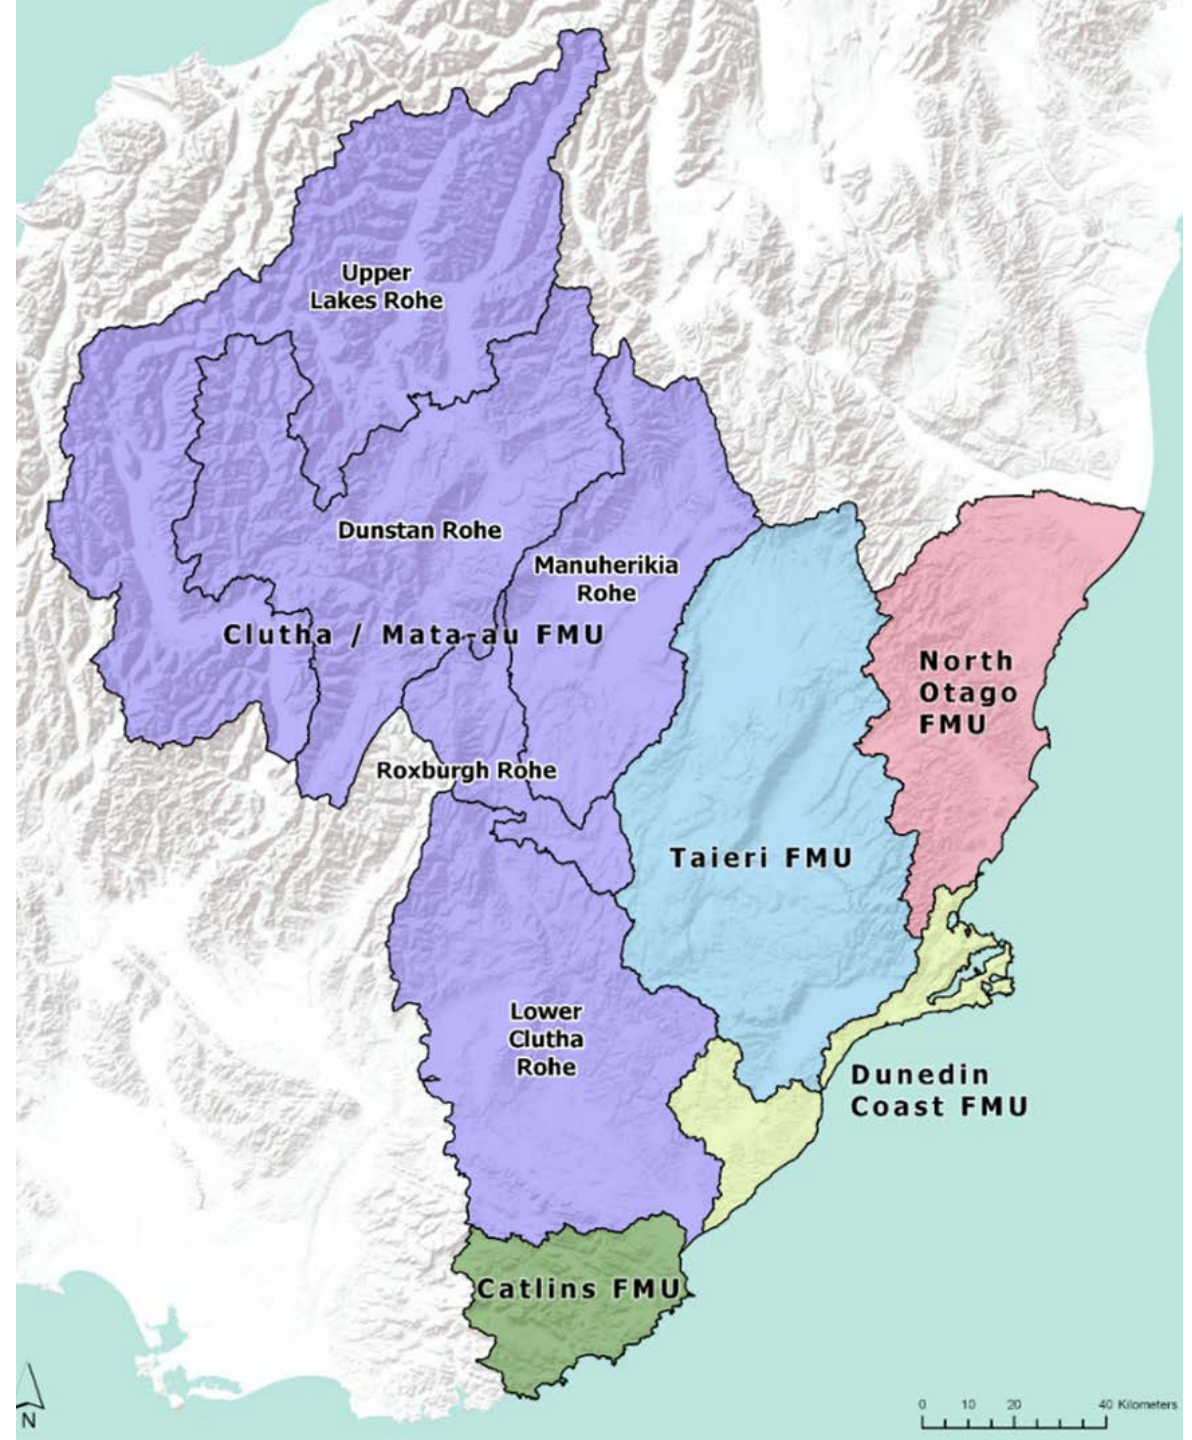 Upper
Lakes Rohe
Dunstan Rohe
Manuherikia
Rohe
Clutha / Mata-au FMU
North
Otago
FMU
Roxburgh Rohe
Taieri FMU
Lower
Clutha
Rohe
Dunedin
Coast FMU
Catlins FMU
N
0 10 20 40 Kilometers